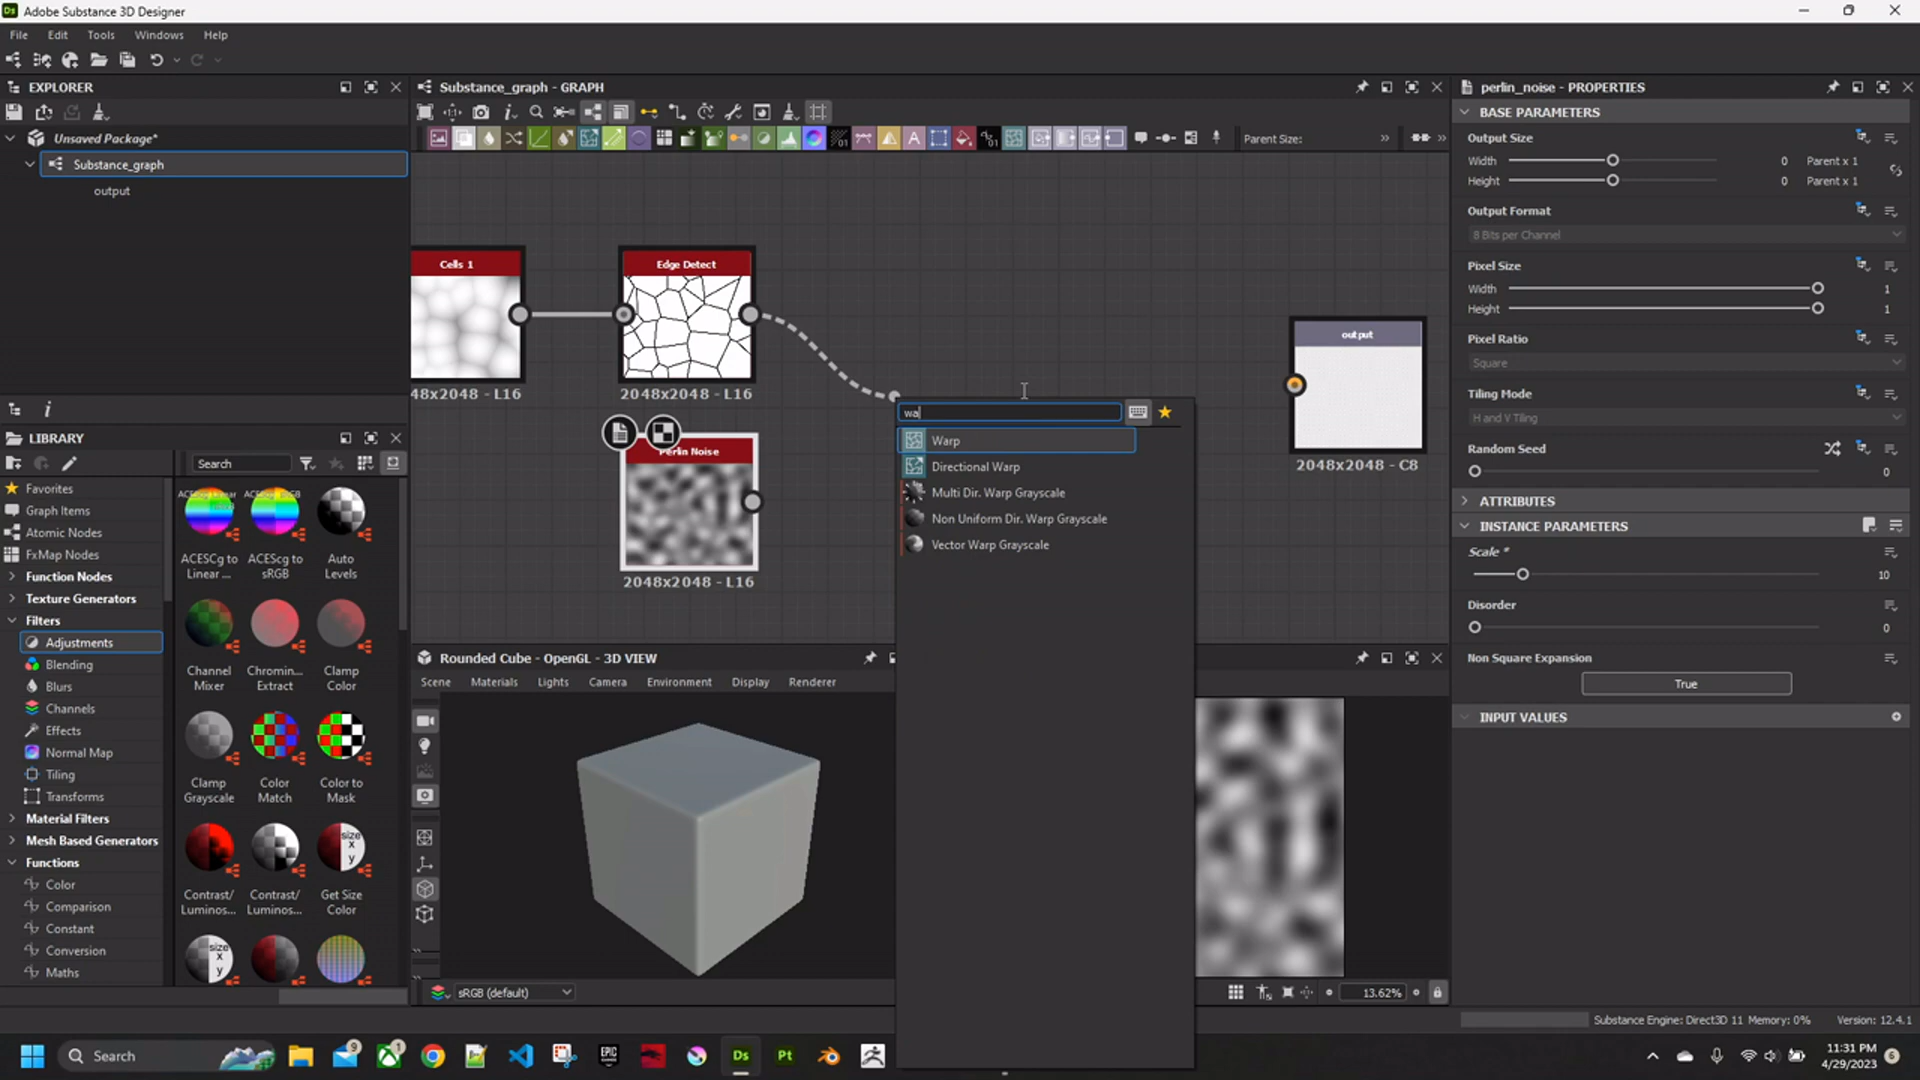 Ds Adobe Substance 3D Designer
File Edit Tools Windows Help
EXPLORER
Unsaved Package*
Substance_graph
output
LIBRARY
Search
Favorites
Graph Items
Atomic Nodes
FxMap Nodes
Function Nodes
Texture Generators
Filters
Adjustments
Blending
Blurs
Channels
Effects
Normal Map
Tiling
Transforms
Material Filters
Mesh Based Generators
Functions
Color
Comparison
Constant
Conversion
Maths
ACEScg to Linear ...
ACEScg to sRGB
Auto Levels
Channel Mixer
Chromin... Extract
Clamp Color
Clamp Grayscale
Color Match
Color to Mask
Contrast/ Luminos...
Contrast/ Luminos...
Get Size Color
size x y
size x y
Substance_graph - GRAPH
Parent Size:
Cells 1
48x2048 - L16
Edge Detect
2048x2048 - L16
Perlin Noise
2048x2048 - L16
output
2048x2048 - C8
wa
Warp
Directional Warp
Multi Dir. Warp Grayscale
Non Uniform Dir. Warp Grayscale
Vector Warp Grayscale
Rounded Cube - OpenGL - 3D VIEW
Scene Materials Lights Camera Environment Display Renderer
sRGB (default)
13.62%
perlin_noise - PROPERTIES
BASE PARAMETERS
Output Size
Width 0 Parent x 1
Height 0 Parent x 1
Output Format
8 Bits per Channel
Pixel Size
Width 1
Height 1
Pixel Ratio
Square
Tiling Mode
H and V Tiling
Random Seed
0
ATTRIBUTES
INSTANCE PARAMETERS
Scale *
10
Disorder
0
Non Square Expansion
True
INPUT VALUES
Substance Engine: Direct3D 11 Memory: 0% Version: 12.4.1
Search
9
1
EPIC
Ds
Pt
11:31 PM
4/29/2023
6